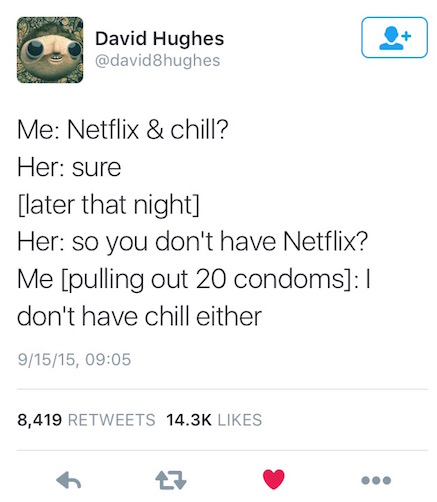 David Hughes
@david8hughes
Me: Netflix & chill?
Her: sure
[later that night]
Her: so you don't have Netflix?
Me [pulling out 20 condoms]: I
don't have chill either
9/15/15, 09:05
8,419 RETWEETS 14.3K LIKES